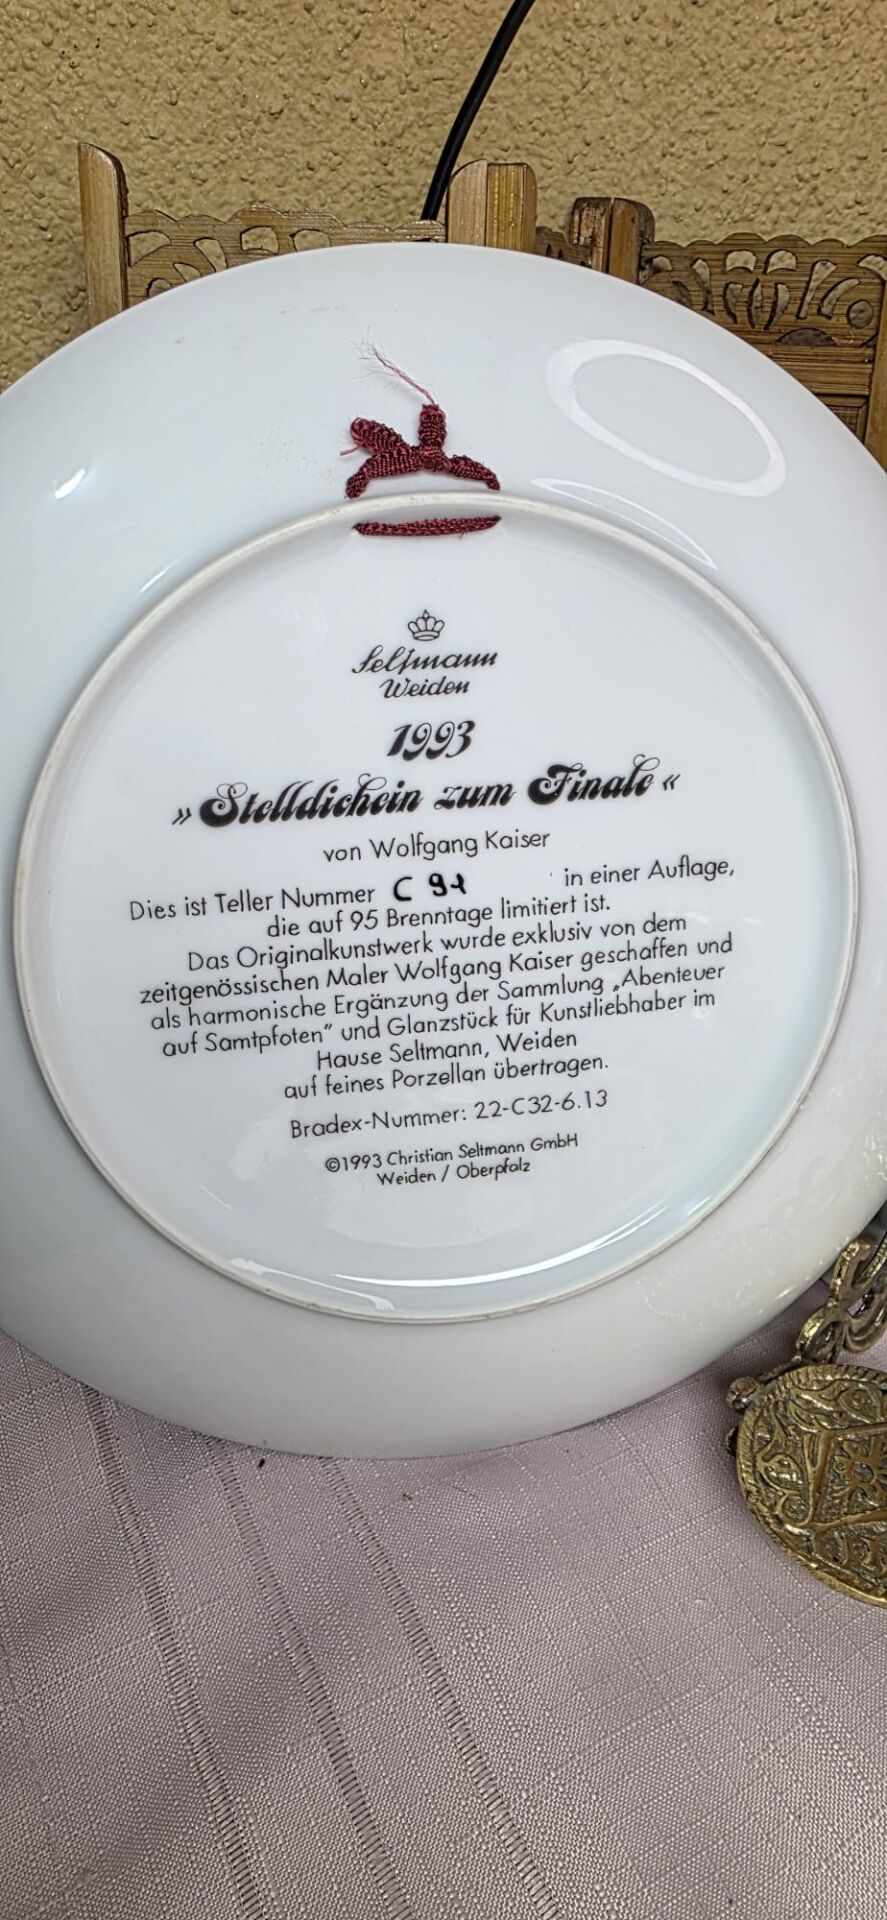 Seltmann
Weiden
1993
»Stelldichein zum Finale«
von Wolfgang Kaiser
Dies ist Teller Nummer C 91 in einer Auflage,
die auf 95 Brenntage limitiert ist.
Das Originalkunstwerk wurde exklusiv von dem
zeitgenössischen Maler Wolfgang Kaiser geschaffen und
als harmonische Ergänzung der Sammlung „Abenteuer
auf Samtpfoten” und Glanzstück für Kunstliebhaber im
Hause Seltmann, Weiden
auf feines Porzellan übertragen.
Bradex-Nummer: 22-C32-6.13
©1993 Christian Seltmann GmbH
Weiden / Oberpfalz